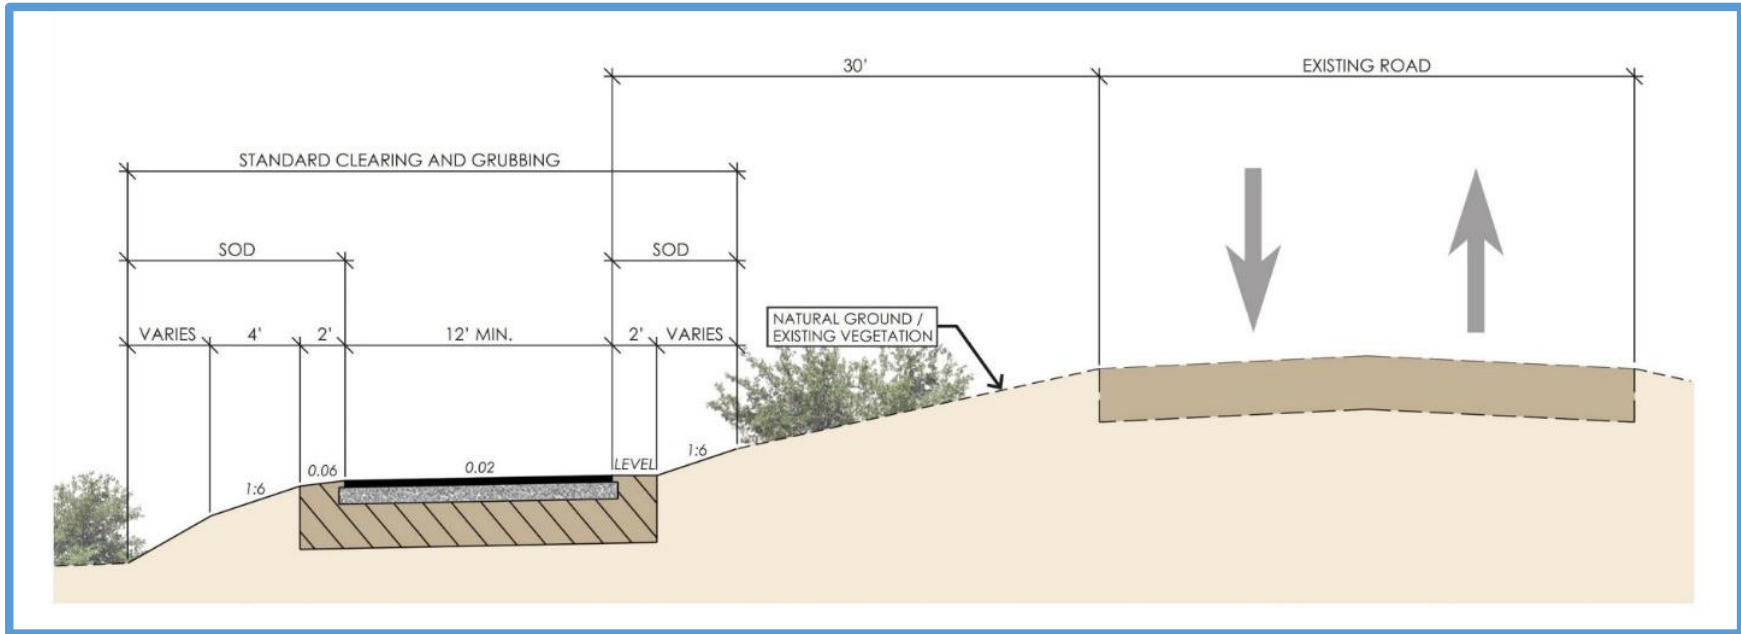 30' EXISTING ROAD
STANDARD CLEARING AND GRUBBING
SOD SOD
VARIES 4' 2' 12' MIN. 2' VARIES
NATURAL GROUND /
EXISTING VEGETATION
1:6 0.06 0.02 LEVEL 1:6